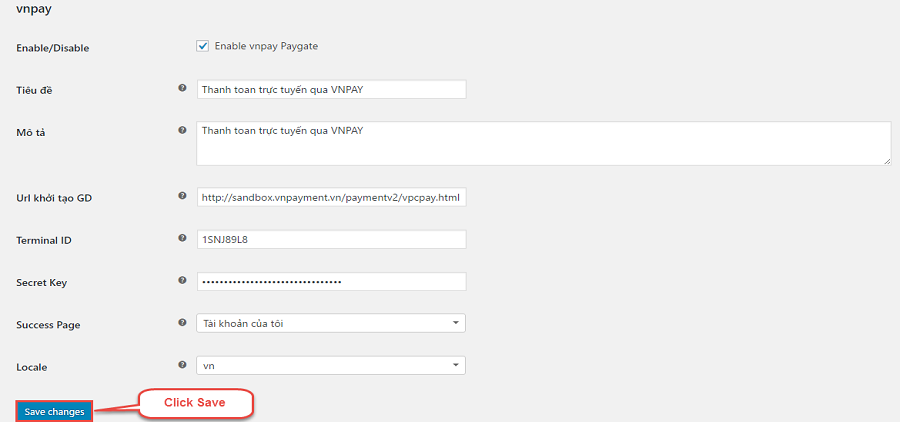 vnpay
Enable/Disable
Enable vnpay Paygate
Tiêu đề
Thanh toan trực tuyến qua VNPAY
Mô tả
Thanh toan trực tuyến qua VNPAY
Url khởi tạo GD
http://sandbox.vnpayment.vn/paymentv2/vpcpay.html
Terminal ID
1SNJ89L8
Secret Key
••••••••••••••••••••••••••••••••
Success Page
Tài khoản của tôi
Locale
vn
Save changes
Click Save